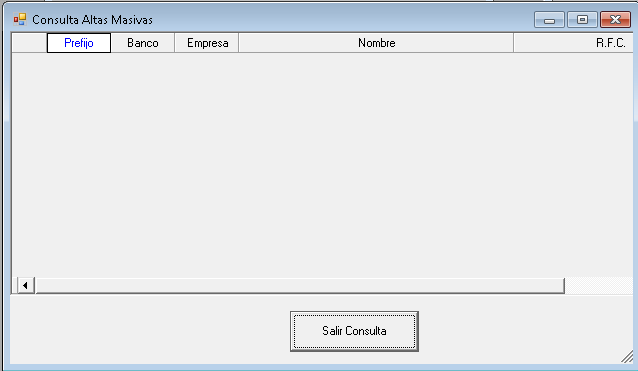 Consulta Altas Masivas
Prefijo Banco Empresa Nombre R.F.C.
Salir Consulta